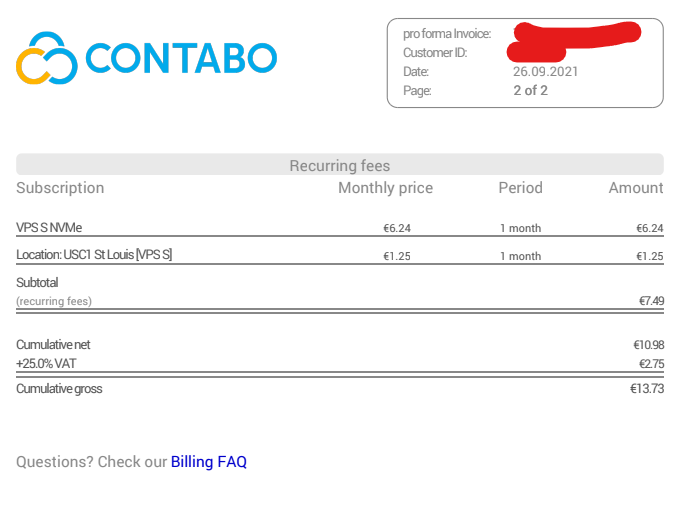 CONTABO
pro forma Invoice:
Customer ID:
Date: 26.09.2021
Page: 2 of 2
Recurring fees
Subscription Monthly price Period Amount
VPS S NVMe €6.24 1 month €6.24
Location: USC1 St Louis [VPS S] €1.25 1 month €1.25
Subtotal
(recurring fees) €7.49
Cumulative net €10.98
+25.0% VAT €2.75
Cumulative gross €13.73
Questions? Check our Billing FAQ